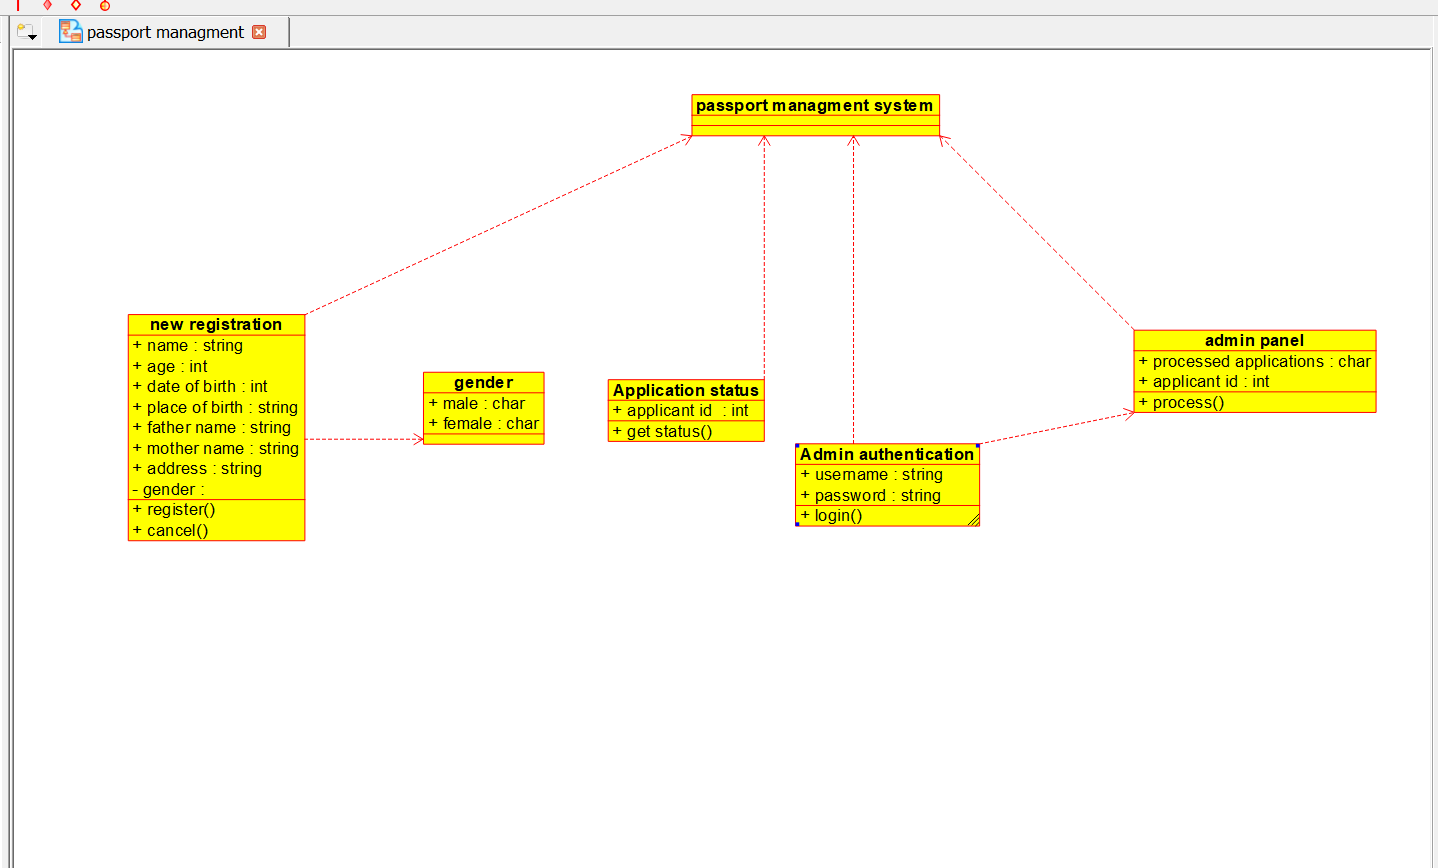 passport managment
passport managment system
new registration
+ name : string
+ age : int
+ date of birth : int
+ place of birth : string
+ father name : string
+ mother name : string
+ address : string
- gender :
+ register()
+ cancel()
gender
+ male : char
+ female : char
Application status
+ applicant id  : int
+ get status()
Admin authentication
+ username : string
+ password : string
+ login()
admin panel
+ processed applications : char
+ applicant id : int
+ process()